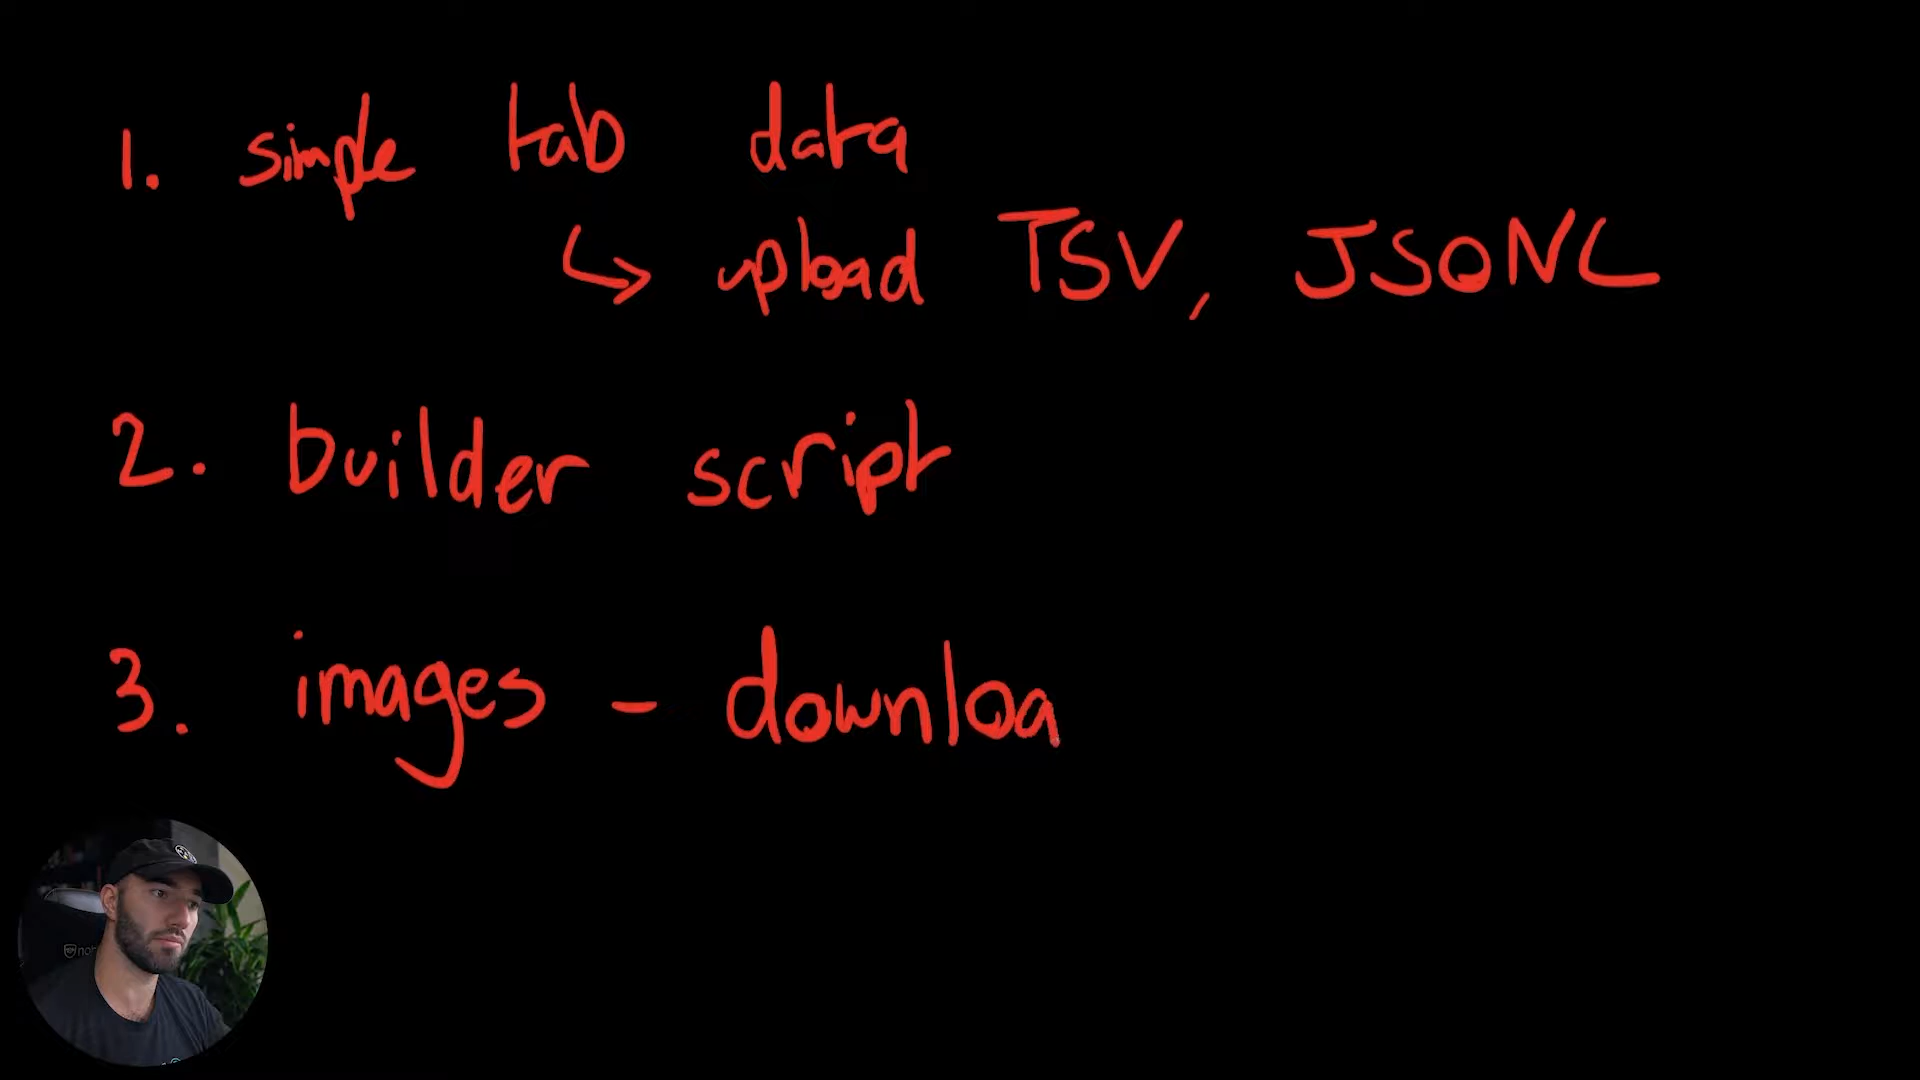 1. simple tab data
↳ upload TSV, JSONL
2. builder script
3. images - downloa